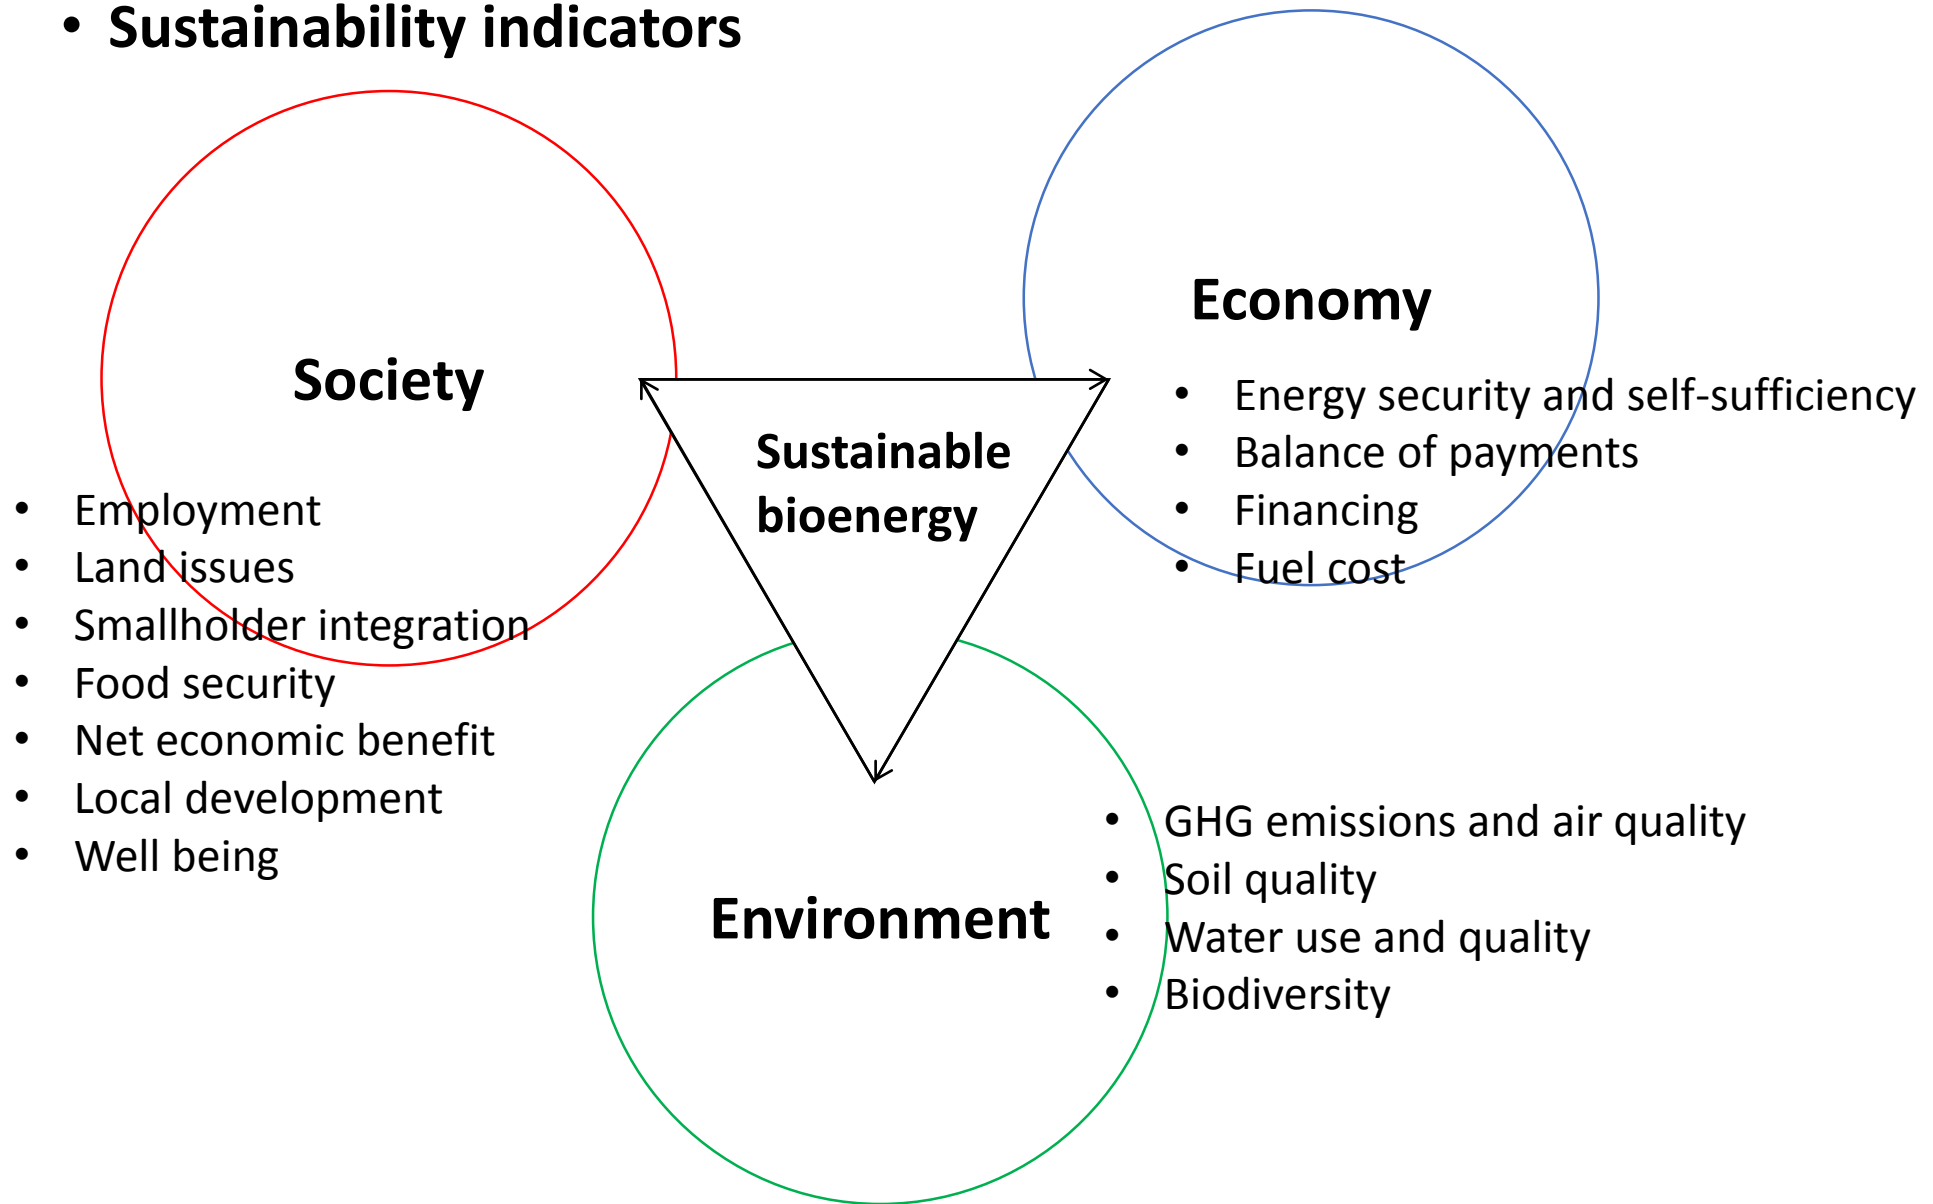 • Sustainability indicators
Society
• Employment
• Land issues
• Smallholder integration
• Food security
• Net economic benefit
• Local development
• Well being
Sustainable
bioenergy
Economy
• Energy security and self-sufficiency
• Balance of payments
• Financing
• Fuel cost
Environment
• GHG emissions and air quality
• Soil quality
• Water use and quality
• Biodiversity